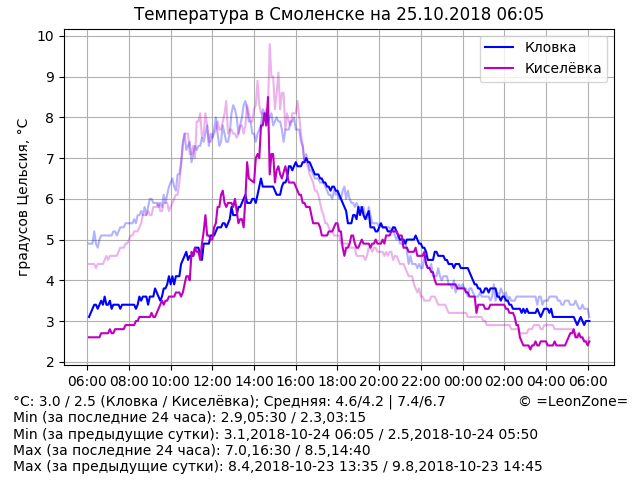 Температура в Смоленске на 25.10.2018 06:05
Кловка
Киселёвка
градусов Цельсия, °C
10
9
8
7
6
5
4
3
2
06:00 08:00 10:00 12:00 14:00 16:00 18:00 20:00 22:00 00:00 02:00 04:00 06:00
°C: 3.0 / 2.5 (Кловка / Киселёвка); Средняя: 4.6/4.2 | 7.4/6.7 © =LeonZone=
Min (за последние 24 часа): 2.9,05:30 / 2.3,03:15
Min (за предыдущие сутки): 3.1,2018-10-24 06:05 / 2.5,2018-10-24 05:50
Max (за последние 24 часа): 7.0,16:30 / 8.5,14:40
Max (за предыдущие сутки): 8.4,2018-10-23 13:35 / 9.8,2018-10-23 14:45